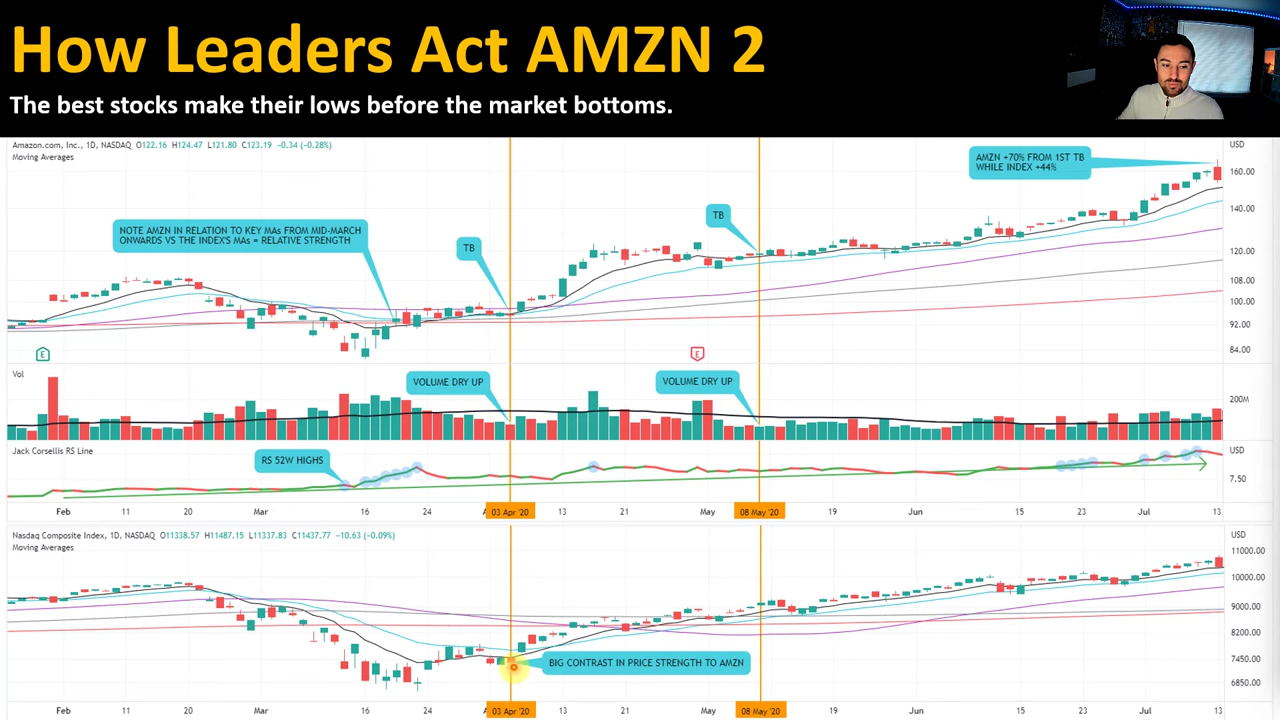 How Leaders Act AMZN 2
The best stocks make their lows before the market bottoms.
Amazon.com, Inc., 1D, NASDAQ O122.16 H124.47 L121.80 C123.19 −0.34 (−0.28%)
Moving Averages
USD
160.00
140.00
120.00
108.00
100.00
92.00
84.00
AMZN +70% FROM 1ST TB
WHILE INDEX +44%
NOTE AMZN IN RELATION TO KEY MAs FROM MID-MARCH
ONWARDS VS THE INDEX'S MAs = RELATIVE STRENGTH
TB
TB
E
E
Vol
VOLUME DRY UP
VOLUME DRY UP
200M
Jack Corsellis RS Line
RS 52W HIGHS
USD
7.50
Feb 11 20 Mar 16 24 03 Apr '20 13 21 May 08 May '20 19 Jun 15 23 Jul 13
Nasdaq Composite Index, 1D, NASDAQ O11338.57 H11487.15 L11337.83 C11437.77 −10.63 (−0.09%)
Moving Averages
USD
11000.00
10000.00
9000.00
8200.00
7450.00
6850.00
BIG CONTRAST IN PRICE STRENGTH TO AMZN
Feb 11 20 Mar 16 24 03 Apr '20 13 21 May 08 May '20 19 Jun 15 23 Jul 13